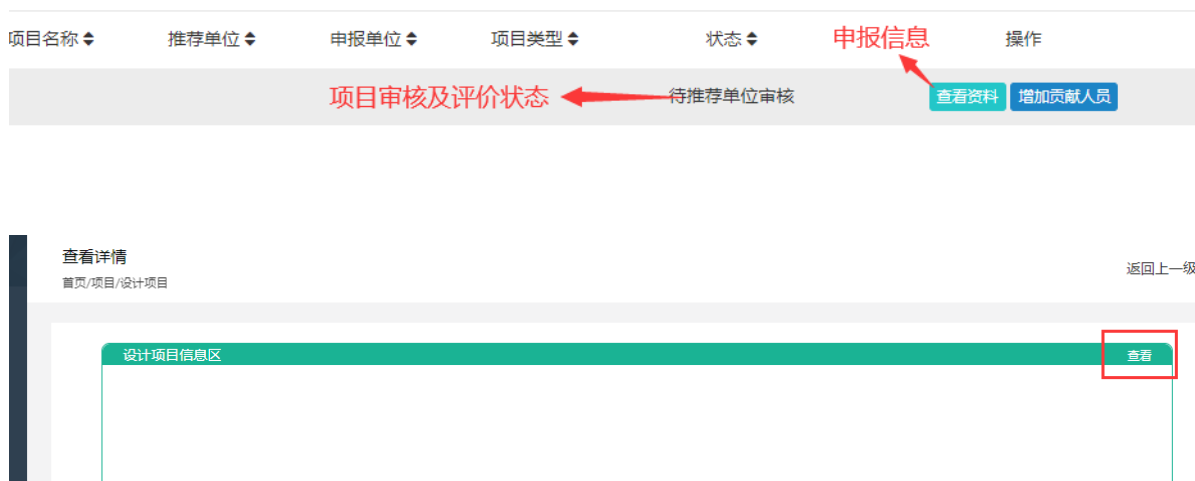 项目名称 推荐单位 申报单位 项目类型 状态 申报信息 操作
项目审核及评价状态 待推荐单位审核 查看资料 增加贡献人员
查看详情
首页/项目/设计项目
返回上一级
设计项目信息区 查看